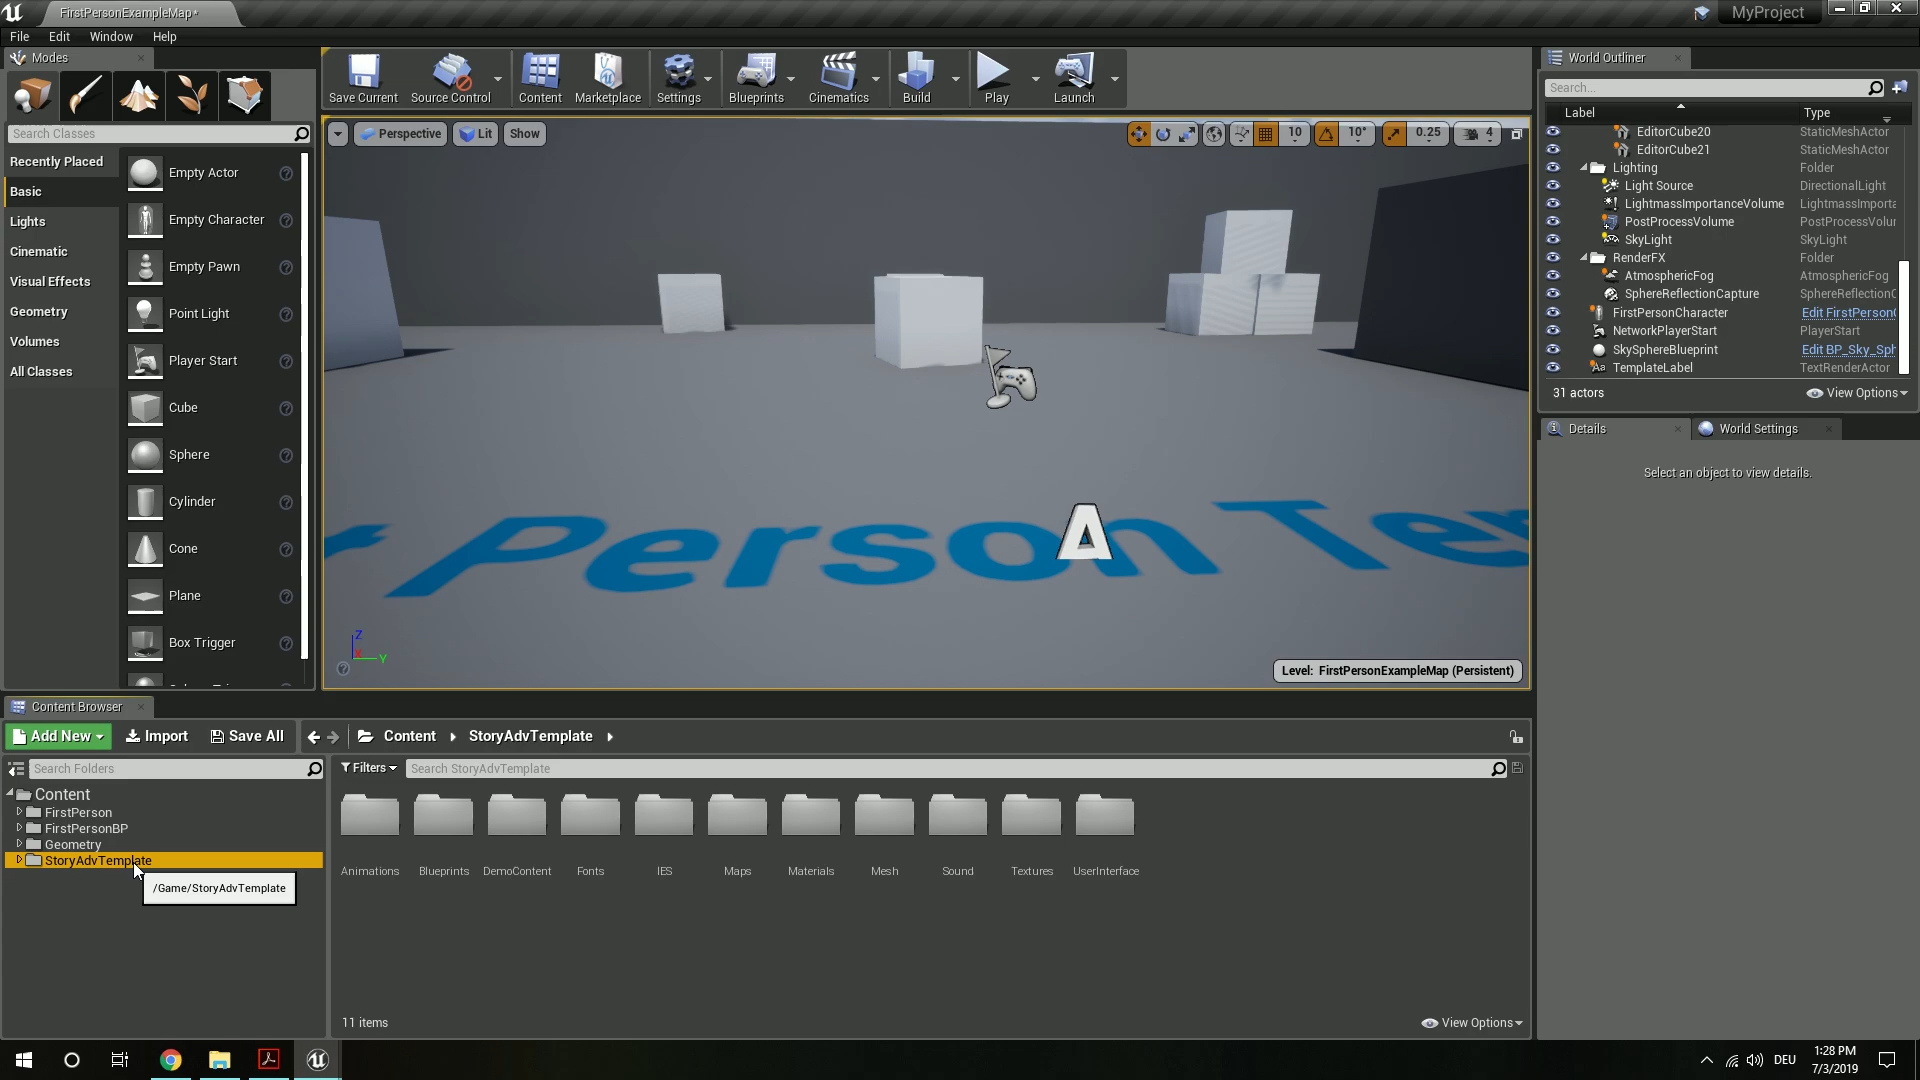 FirstPersonExampleMap*
MyProject
File Edit Window Help
Modes
Search Classes
Recently Placed
Basic
Lights
Cinematic
Visual Effects
Geometry
Volumes
All Classes
Empty Actor
Empty Character
Empty Pawn
Point Light
Player Start
Cube
Sphere
Cylinder
Cone
Plane
Box Trigger
Save Current Source Control Content Marketplace Settings Blueprints Cinematics Build Play Launch
Perspective Lit Show
10 10° 0.25 4
r Person Tem
Z
X Y
Level: FirstPersonExampleMap (Persistent)
World Outliner
Search...
Label Type
EditorCube20 StaticMeshActor
EditorCube21 StaticMeshActor
Lighting Folder
Light Source DirectionalLight
LightmassImportanceVolume LightmassImporta
PostProcessVolume PostProcessVolur
SkyLight SkyLight
RenderFX Folder
AtmosphericFog AtmosphericFog
SphereReflectionCapture SphereReflectionC
FirstPersonCharacter Edit FirstPersonC
NetworkPlayerStart PlayerStart
SkySphereBlueprint Edit BP_Sky_Sph
TemplateLabel TextRenderActor
31 actors View Options
Details World Settings
Select an object to view details.
Content Browser
Add New Import Save All Content StoryAdvTemplate
Search Folders
Filters Search StoryAdvTemplate
Content
FirstPerson
FirstPersonBP
Geometry
StoryAdvTemplate
/Game/StoryAdvTemplate
Animations Blueprints DemoContent Fonts IES Maps Materials Mesh Sound Textures UserInterface
11 items View Options
DEU
1:28 PM
7/3/2019